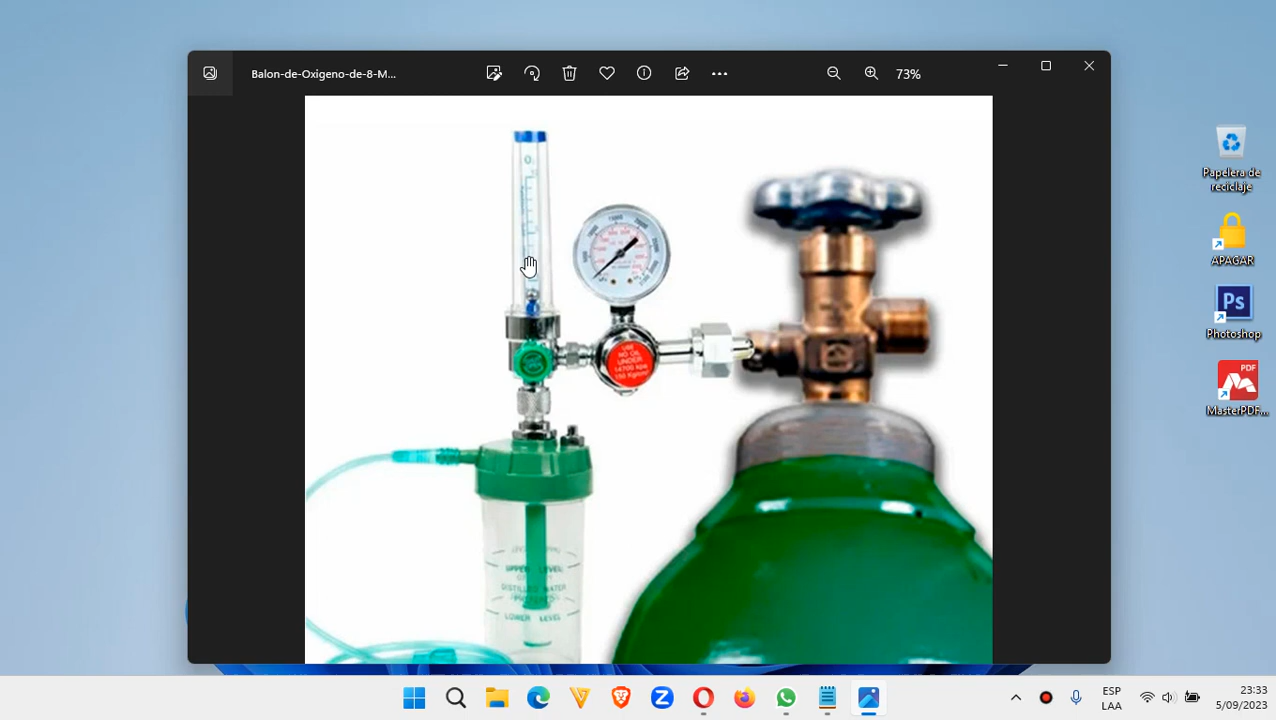 Balon-de-Oxigeno-de-8-M...
73%
O₂
USE
NO OIL
UNDER
UPPER LEVEL
DISTILLED WATER
LOWER LEVEL
Papelera de
reciclaje
APAGAR
Ps
Photoshop
PDF
MasterPDF...
ESP
LAA
23:33
5/09/2023